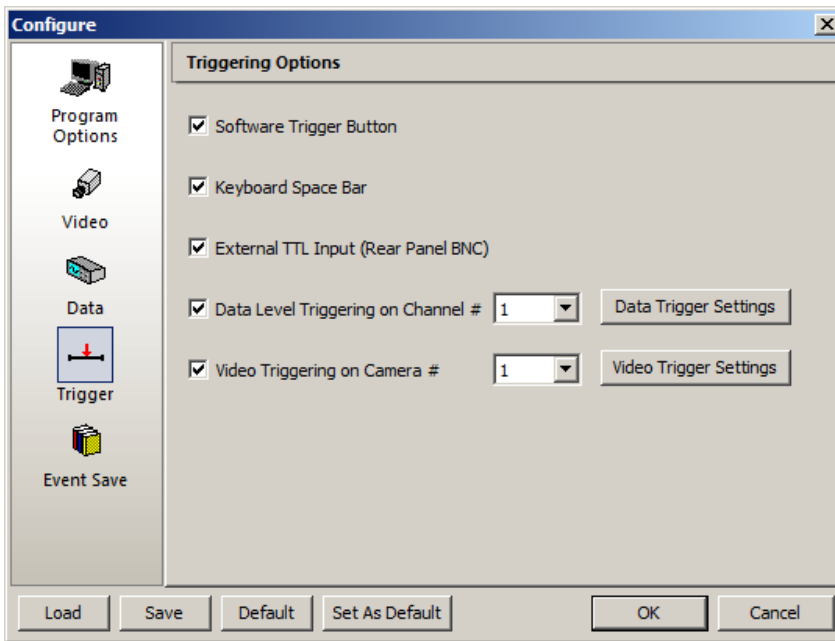 Configure
Program
Options
Video
Data
Trigger
Event Save
Triggering Options
Software Trigger Button
Keyboard Space Bar
External TTL Input (Rear Panel BNC)
Data Level Triggering on Channel # 1 Data Trigger Settings
Video Triggering on Camera # 1 Video Trigger Settings
Load Save Default Set As Default OK Cancel